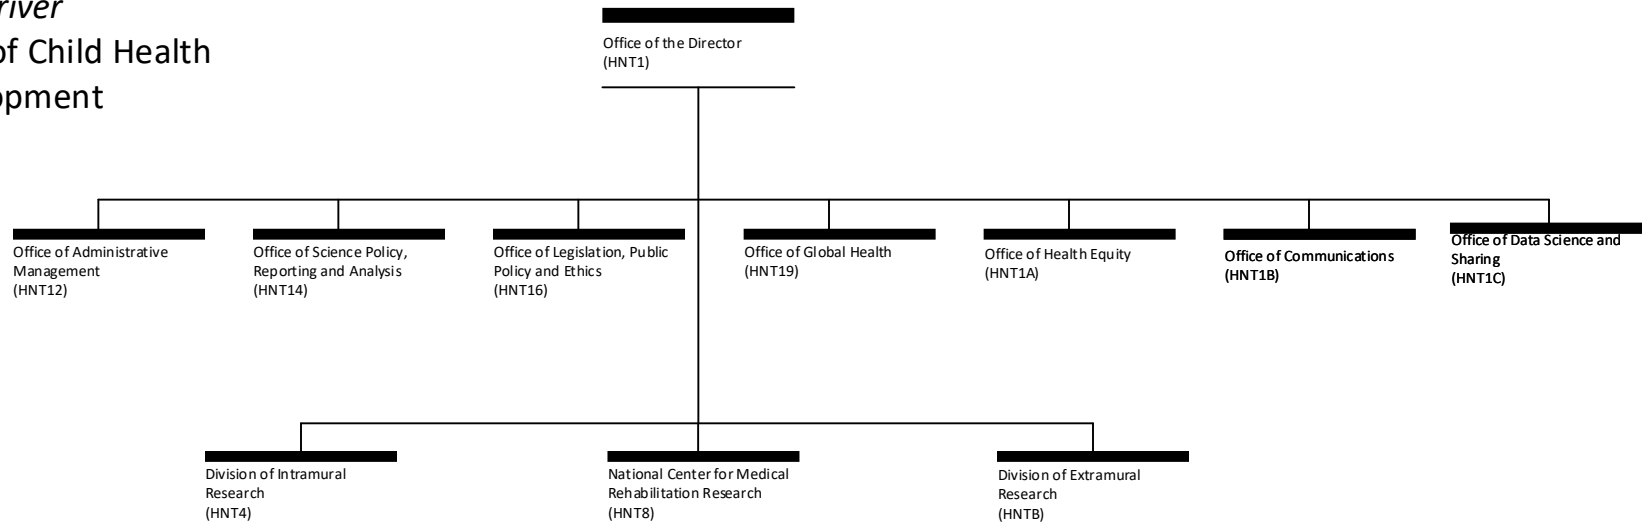 of Child Health
Office of the Director
(HNT1)
Office of Administrative
Management
(HNT12)
Office of Science Policy,
Reporting and Analysis
(HNT14)
Office of Legislation, Public
Policy and Ethics
(HNT16)
Office of Global Health
(HNT19)
Office of Health Equity
(HNT1A)
Office of Communications
(HNT1B)
Office of Data Science and
Sharing
(HNT1C)
Division of Intramural
Research
(HNT4)
National Center for Medical
Rehabilitation Research
(HNT8)
Division of Extramural
Research
(HNTB)